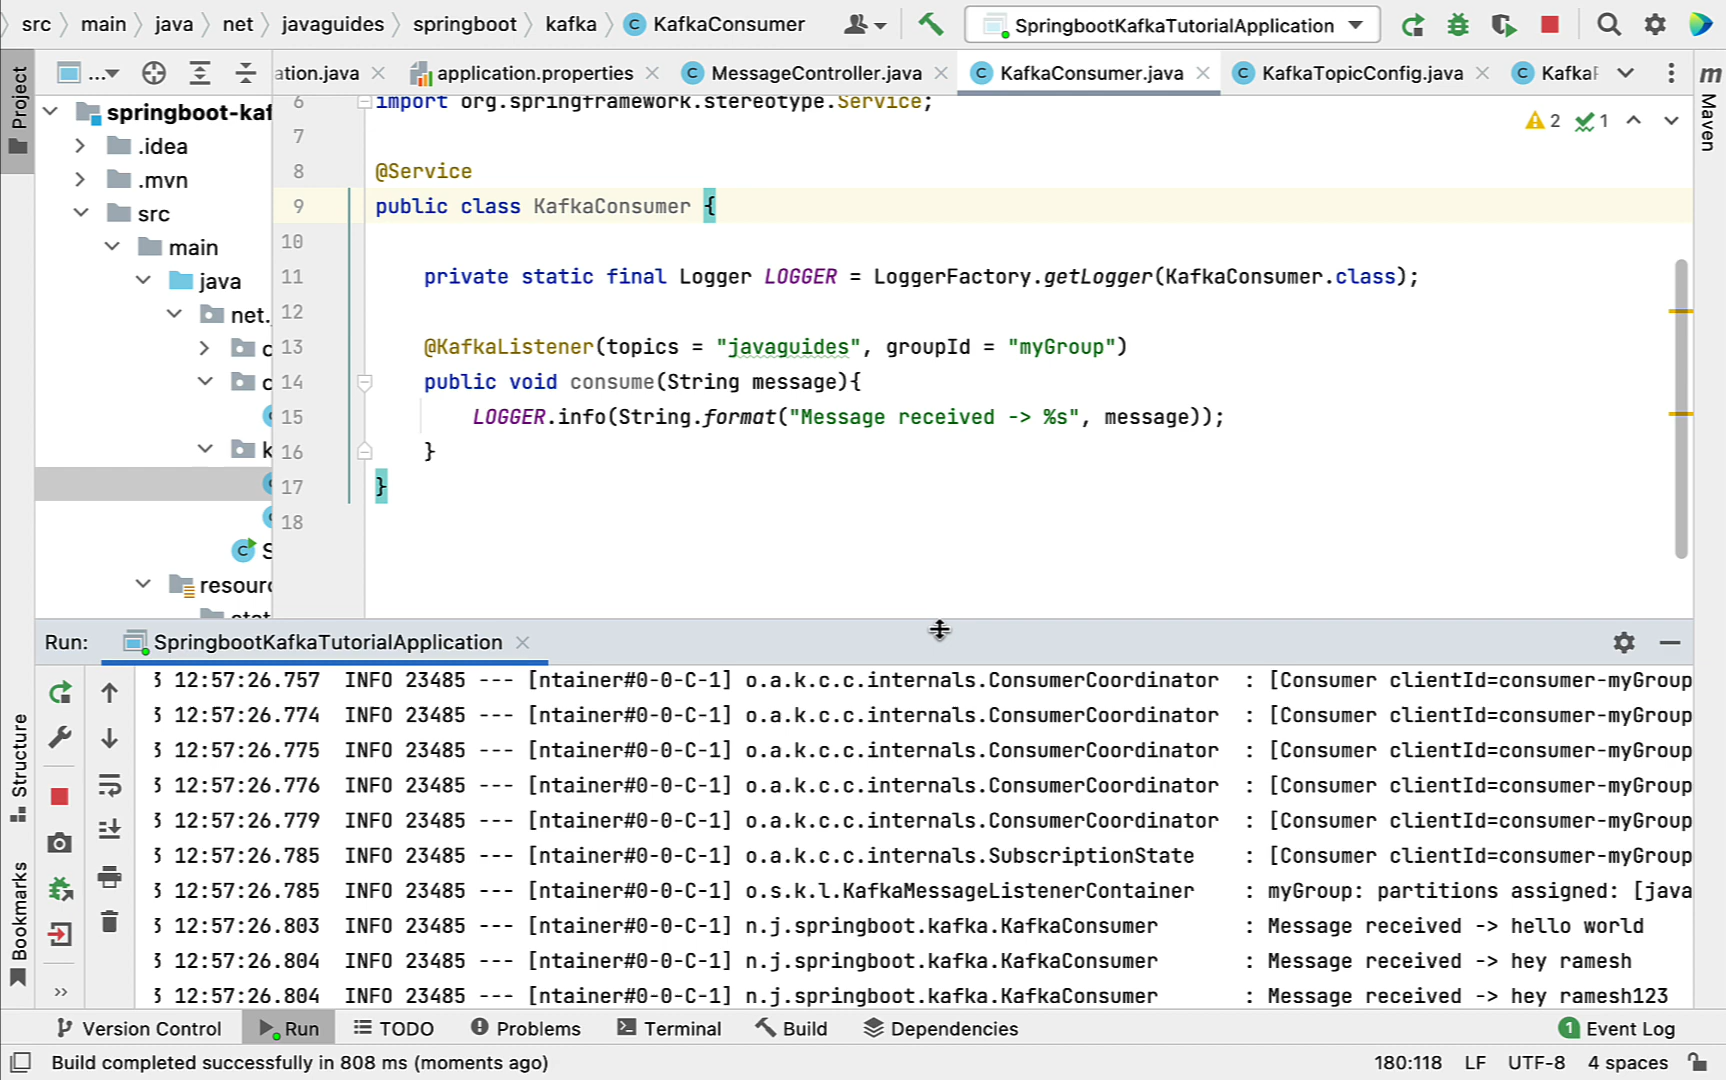 src main java net javaguides springboot kafka KafkaConsumer SpringbootKafkaTutorialApplication
Project
... ation.java application.properties MessageController.java KafkaConsumer.java KafkaTopicConfig.java Kafka
Maven
springboot-kaf
.idea
.mvn
src
main
java
net.
resour
6 import org.springframework.stereotype.Service;
2 1
7
8 @Service
9 public class KafkaConsumer {
10
11 private static final Logger LOGGER = LoggerFactory.getLogger(KafkaConsumer.class);
12
13 @KafkaListener(topics = "javaguides", groupId = "myGroup")
14 public void consume(String message){
15 LOGGER.info(String.format("Message received -> %s", message));
16 }
17 }
18
Run: SpringbootKafkaTutorialApplication
3 12:57:26.757 INFO 23485 --- [ntainer#0-0-C-1] o.a.k.c.c.internals.ConsumerCoordinator : [Consumer clientId=consumer-myGroup
3 12:57:26.774 INFO 23485 --- [ntainer#0-0-C-1] o.a.k.c.c.internals.ConsumerCoordinator : [Consumer clientId=consumer-myGroup
3 12:57:26.775 INFO 23485 --- [ntainer#0-0-C-1] o.a.k.c.c.internals.ConsumerCoordinator : [Consumer clientId=consumer-myGroup
3 12:57:26.776 INFO 23485 --- [ntainer#0-0-C-1] o.a.k.c.c.internals.ConsumerCoordinator : [Consumer clientId=consumer-myGroup
3 12:57:26.779 INFO 23485 --- [ntainer#0-0-C-1] o.a.k.c.c.internals.ConsumerCoordinator : [Consumer clientId=consumer-myGroup
3 12:57:26.785 INFO 23485 --- [ntainer#0-0-C-1] o.a.k.c.c.internals.SubscriptionState : [Consumer clientId=consumer-myGroup
3 12:57:26.785 INFO 23485 --- [ntainer#0-0-C-1] o.s.k.l.KafkaMessageListenerContainer : myGroup: partitions assigned: [java
3 12:57:26.803 INFO 23485 --- [ntainer#0-0-C-1] n.j.springboot.kafka.KafkaConsumer : Message received -> hello world
3 12:57:26.804 INFO 23485 --- [ntainer#0-0-C-1] n.j.springboot.kafka.KafkaConsumer : Message received -> hey ramesh
3 12:57:26.804 INFO 23485 --- [ntainer#0-0-C-1] n.j.springboot.kafka.KafkaConsumer : Message received -> hey ramesh123
Structure
Bookmarks
Version Control Run TODO Problems Terminal Build Dependencies 1 Event Log
Build completed successfully in 808 ms (moments ago) 180:118 LF UTF-8 4 spaces